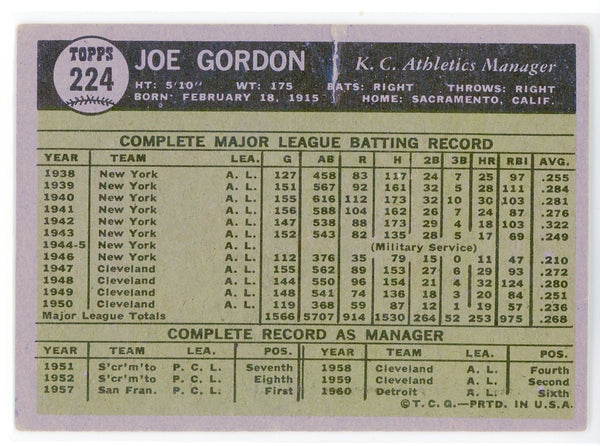 TOPPS
224
JOE GORDON K. C. Athletics Manager
HT: 5'10" WT: 175 BATS: RIGHT THROWS: RIGHT
BORN: FEBRUARY 18, 1915 HOME: SACRAMENTO, CALIF.
COMPLETE MAJOR LEAGUE BATTING RECORD
YEAR TEAM LEA. G AB R H 2B 3B HR RBI AVG.
1938 New York A. L. 127 458 83 117 24 7 25 97 .255
1939 New York A. L. 151 567 92 161 32 5 28 111 .284
1940 New York A. L. 155 616 112 173 32 10 30 103 .281
1941 New York A. L. 156 588 104 162 26 7 24 87 .276
1942 New York A. L. 147 538 88 173 29 4 18 103 .322
1943 New York A. L. 152 543 82 135 28 5 17 69 .249
1944-5 New York A. L. (Military Service)
1946 New York A. L. 112 376 35 79 15 0 11 47 .210
1947 Cleveland A. L. 155 562 89 153 27 6 29 93 .272
1948 Cleveland A. L. 144 550 96 154 21 4 32 124 .280
1949 Cleveland A. L. 148 541 74 136 18 3 20 84 .251
1950 Cleveland A. L. 119 368 59 87 12 1 19 57 .236
Major League Totals 1566 5707 914 1530 264 52 253 975 .268
COMPLETE RECORD AS MANAGER
YEAR TEAM LEA. POS. YEAR TEAM LEA. POS.
1951 S'cr'm'to P. C. L. Seventh 1958 Cleveland A. L. Fourth
1952 S'cr'm'to P. C. L. Eighth 1959 Cleveland A. L. Second
1957 San Fran. P. C. L. First 1960 Detroit A. L. Sixth
©T. C. G.—PRTD. IN U.S.A.